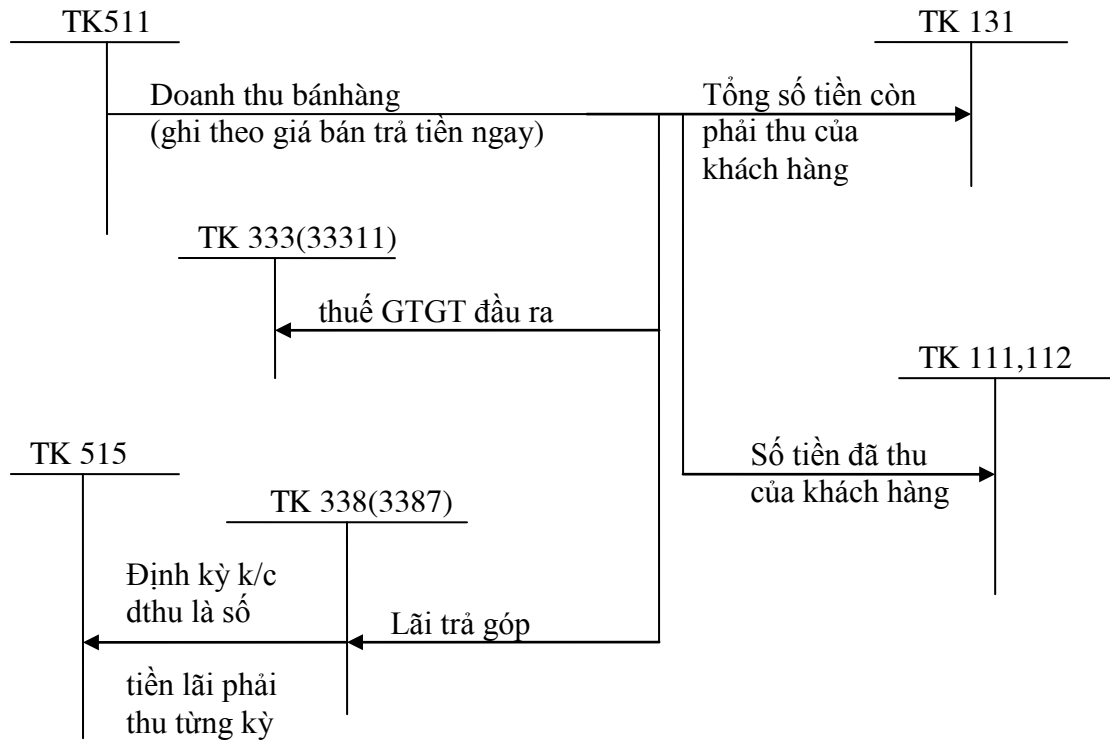 TK511
TK 131
Doanh thu bánhàng
(ghi theo giá bán trả tiền ngay)
Tổng số tiền còn
phải thu của
khách hàng
TK 333(33311)
thuế GTGT đầu ra
TK 111,112
Số tiền đã thu
của khách hàng
TK 515
TK 338(3387)
Định kỳ k/c
dthu là số
tiền lãi phải
thu từng kỳ
Lãi trả góp